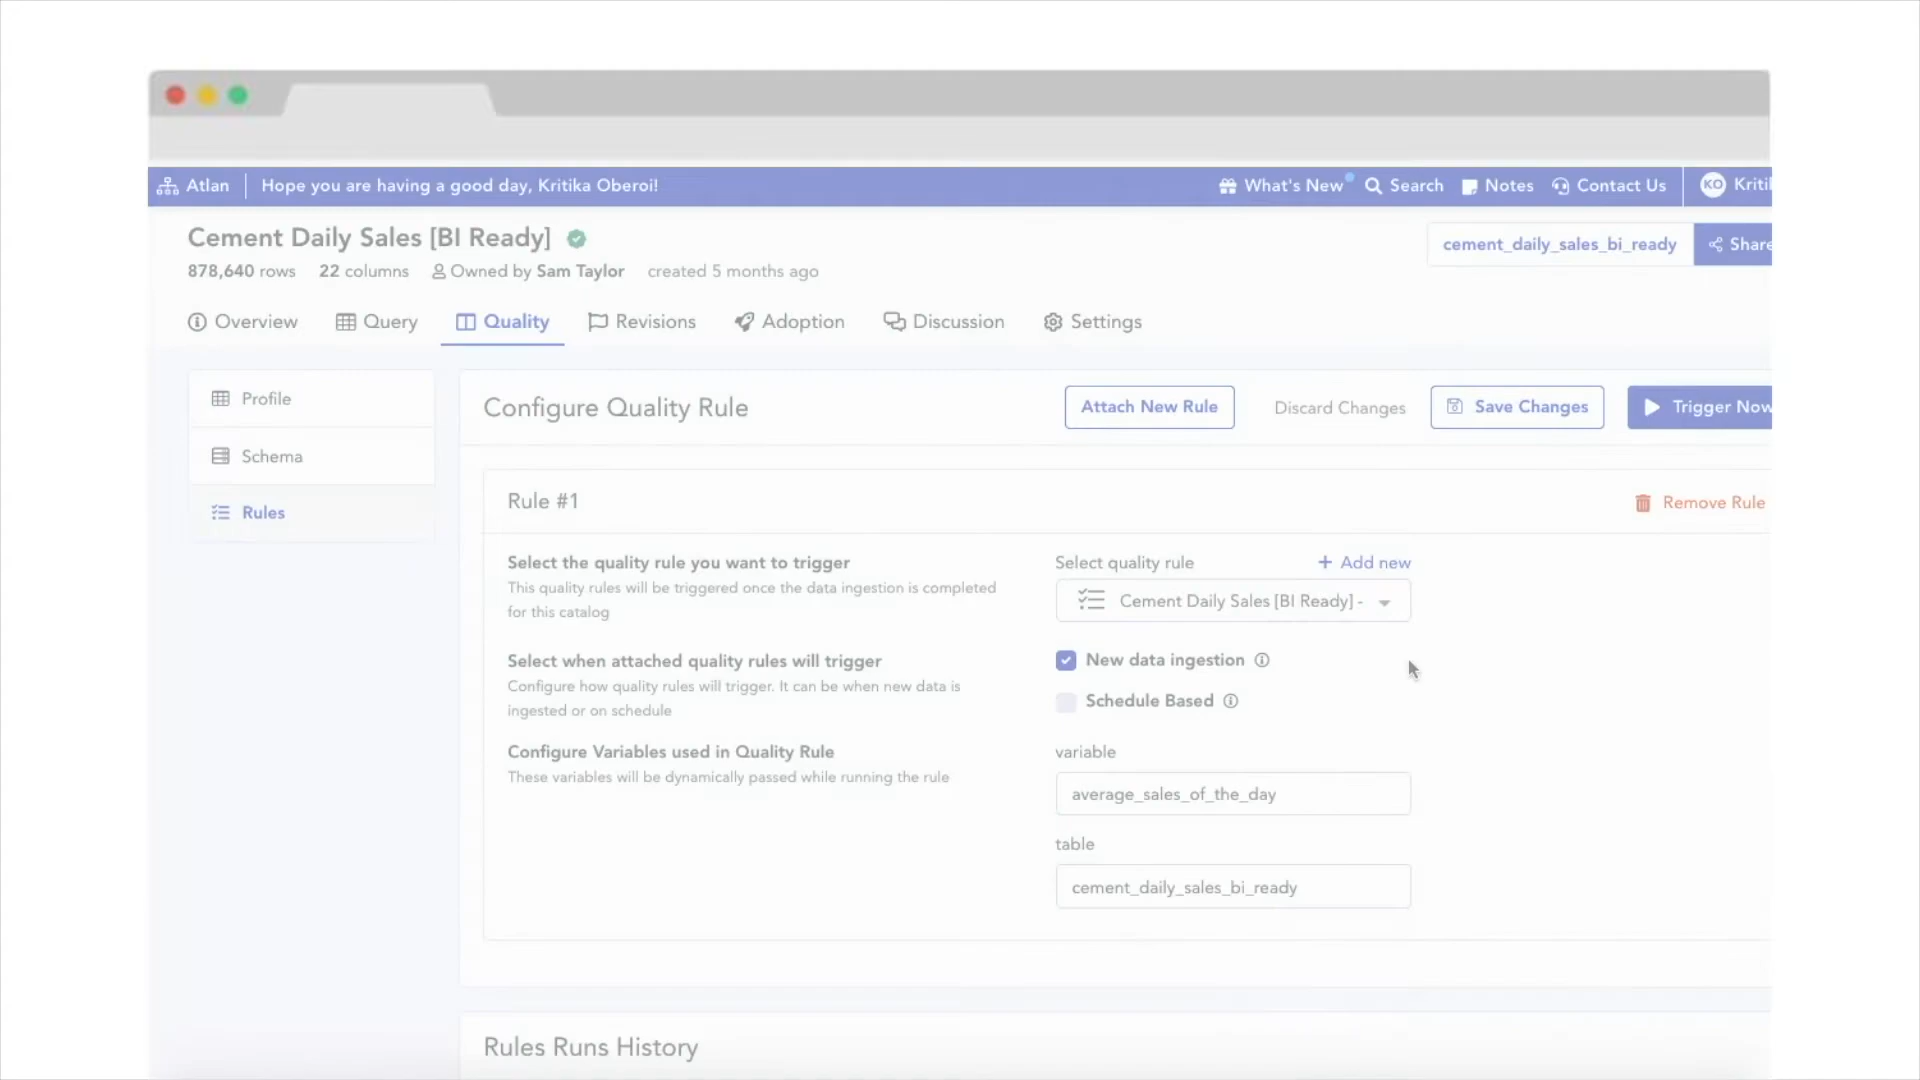 Atlan
Hope you are having a good day, Kritika Oberoi!
What's New
Search
Notes
Contact Us
KO
Kriti
Cement Daily Sales [BI Ready]
cement_daily_sales_bi_ready
Share
878,640 rows 22 columns Owned by Sam Taylor created 5 months ago
Overview
Query
Quality
Revisions
Adoption
Discussion
Settings
Profile
Schema
Rules
Configure Quality Rule
Attach New Rule
Discard Changes
Save Changes
Trigger Now
Rule #1
Remove Rule
Select the quality rule you want to trigger
This quality rules will be triggered once the data ingestion is completed
for this catalog
Select quality rule
+ Add new
Cement Daily Sales [BI Ready] -
Select when attached quality rules will trigger
Configure how quality rules will trigger. It can be when new data is
ingested or on schedule
New data ingestion
Schedule Based
Configure Variables used in Quality Rule
These variables will be dynamically passed while running the rule
variable
average_sales_of_the_day
table
cement_daily_sales_bi_ready
Rules Runs History